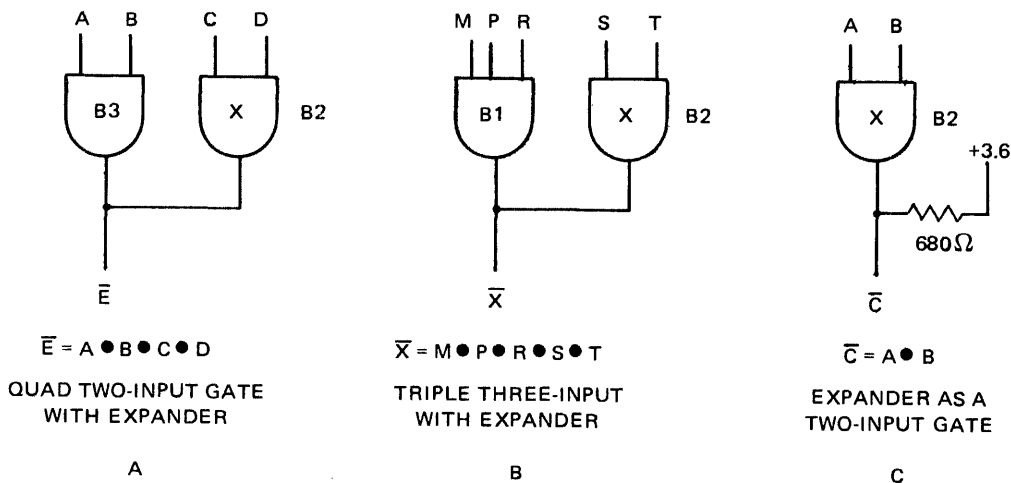 A B C D
B3 X B2
E̅
E̅ = A ● B ● C ● D
QUAD TWO-INPUT GATE
WITH EXPANDER
A
M P R S T
B1 X B2
X̅
X̅ = M ● P ● R ● S ● T
TRIPLE THREE-INPUT
WITH EXPANDER
B
A B
X B2
+3.6
680Ω
C̅
C̅ = A ● B
EXPANDER AS A
TWO-INPUT GATE
C